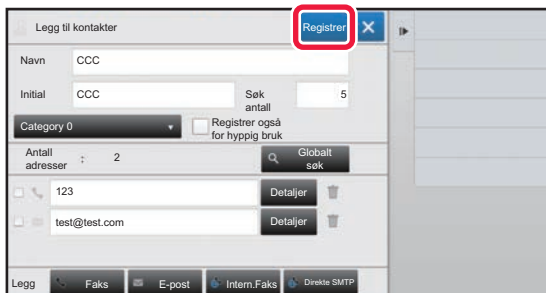 Legg til kontakter
Registrer
Navn
CCC
Initial
CCC
Søk
antall
5
Category 0
Registrer også
for hyppig bruk
Antall
adresser
:
2
Globalt
søk
123
Detaljer
test@test.com
Detaljer
Legg
Faks
E-post
Intern.Faks
Direkte SMTP